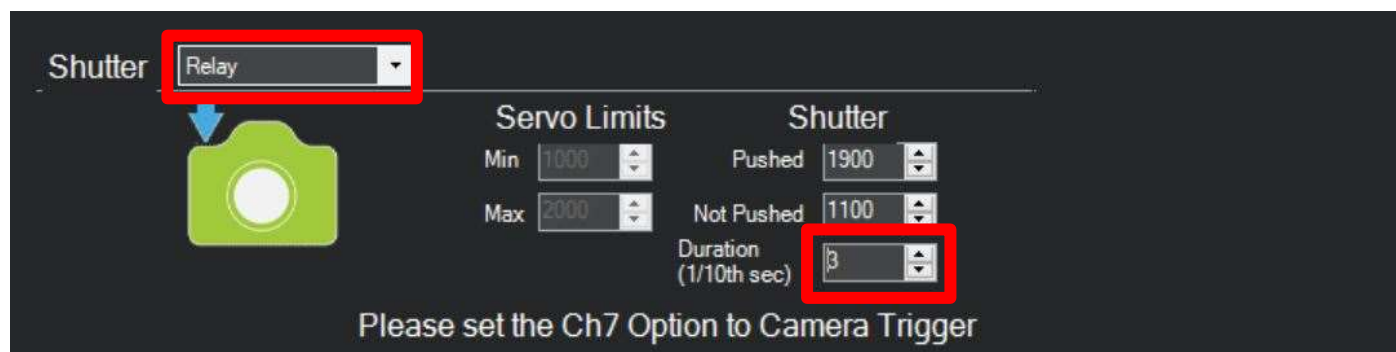 Shutter Relay
Servo Limits Shutter
Min 1000 Pushed 1900
Max 2000 Not Pushed 1100
Duration
(1/10th sec) 3
Please set the Ch7 Option to Camera Trigger